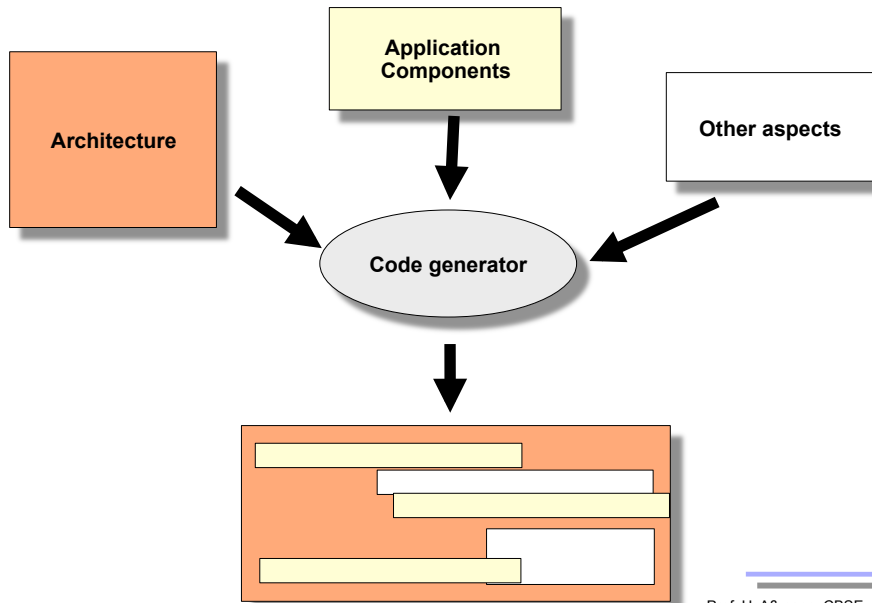 Application
Components
Architecture
Other aspects
Code generator